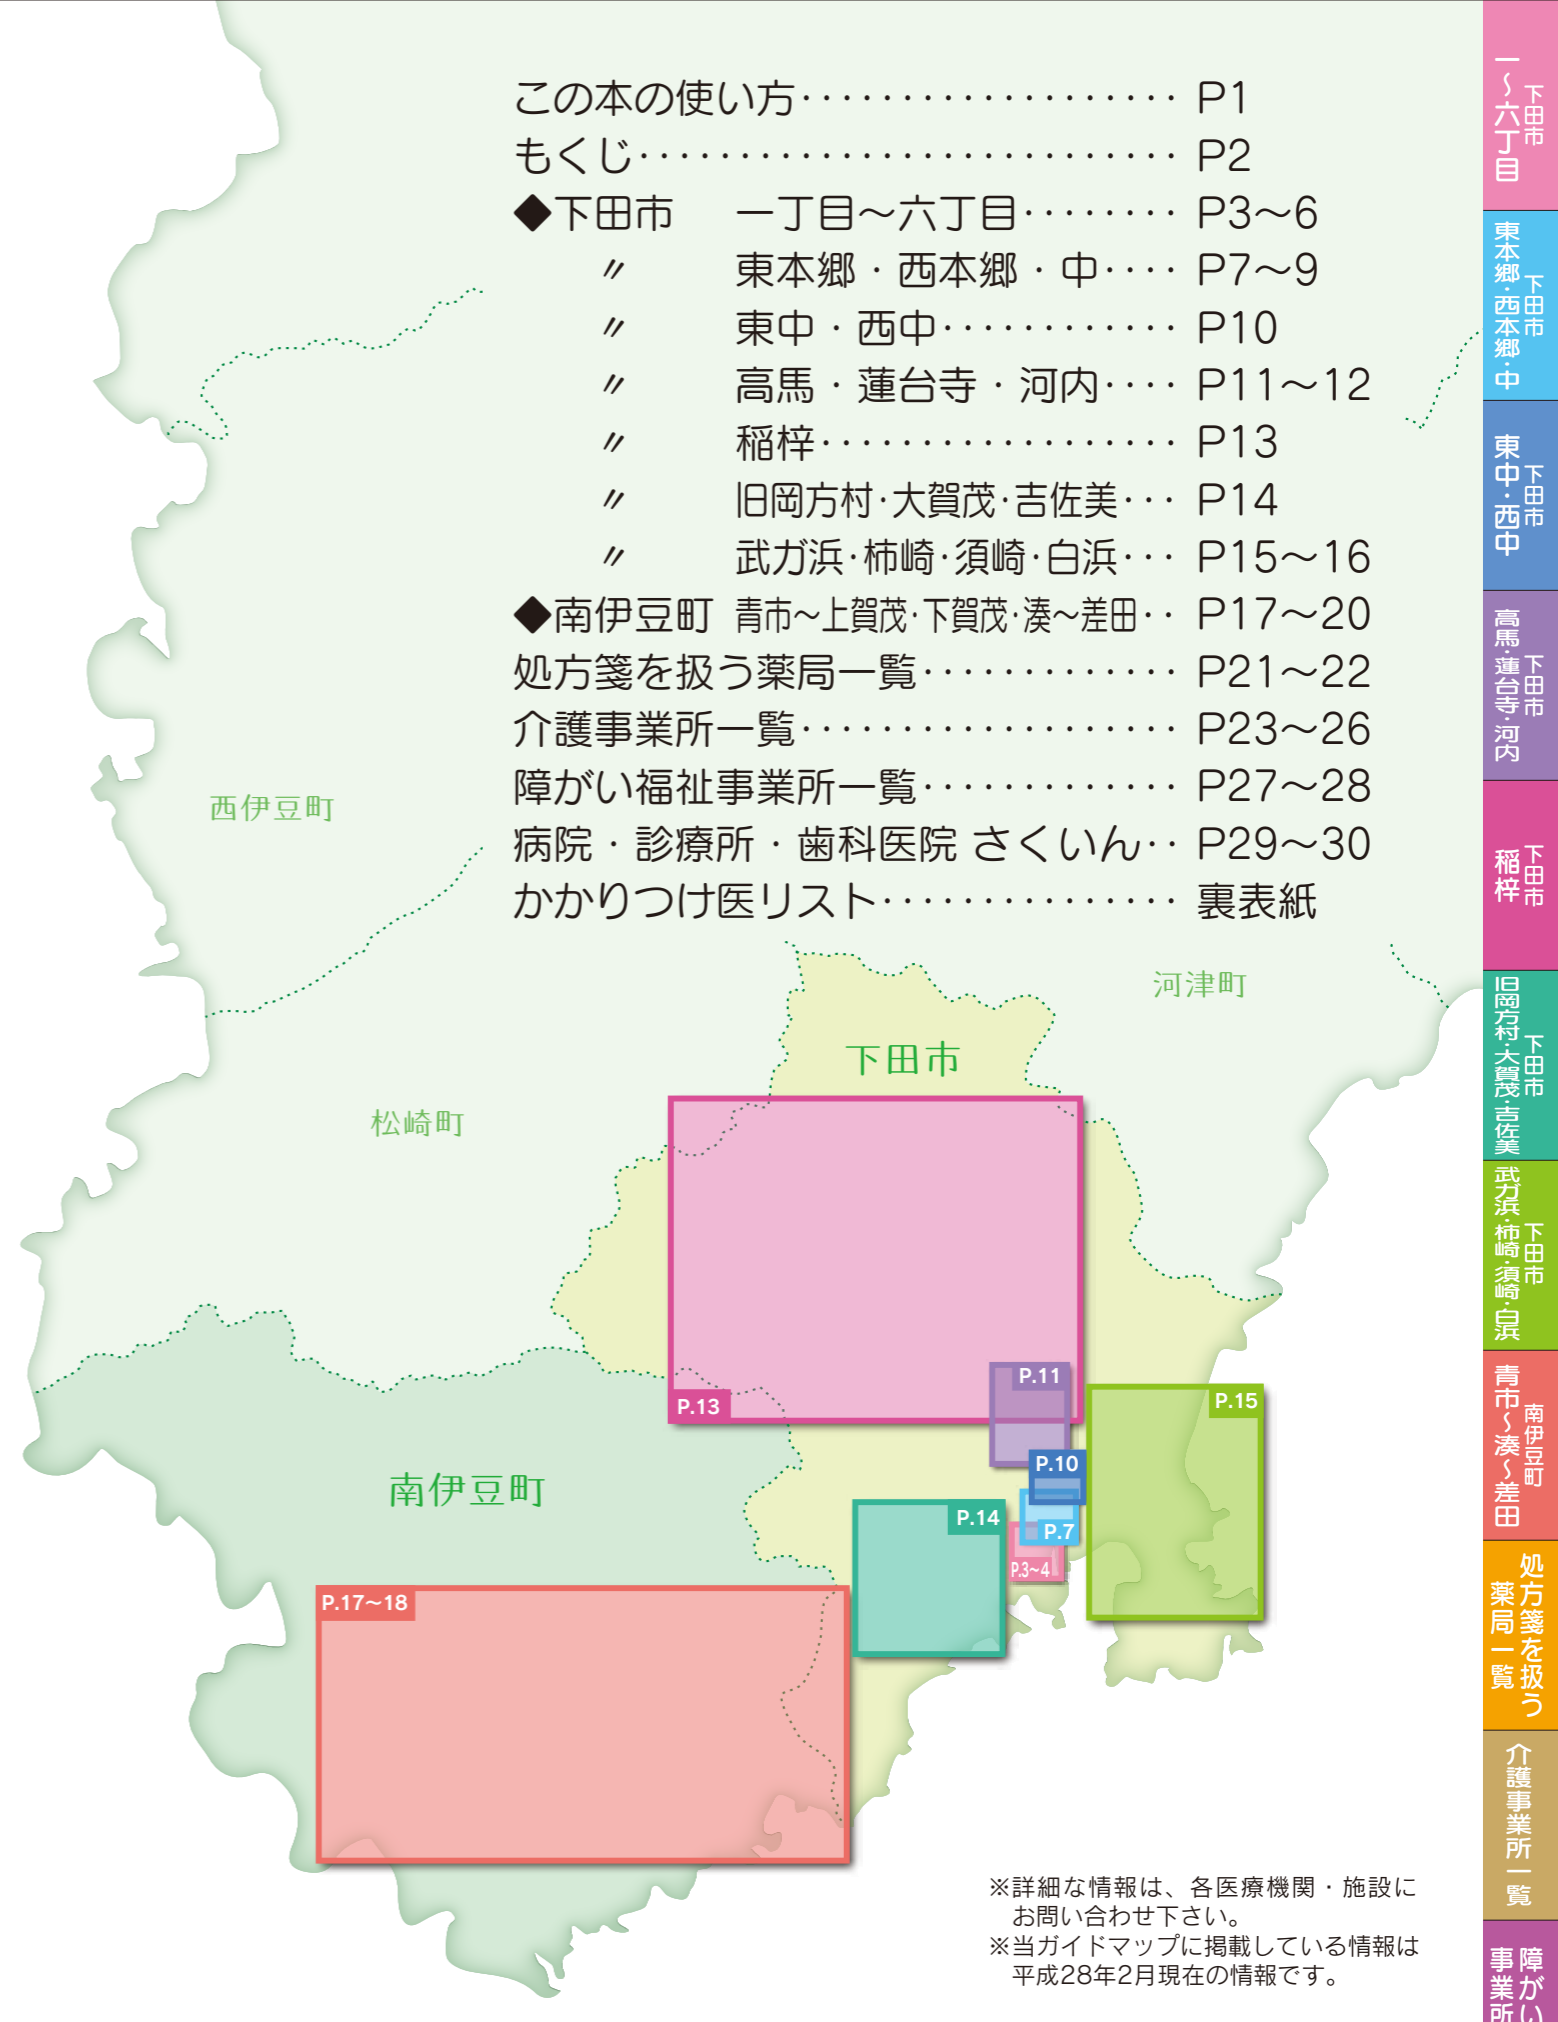 この本の使い方・・・・・・・・・・・・・・・・・・・ P1
もくじ・・・・・・・・・・・・・・・・・・・・・・・・・・・ P2
◆下田市　一丁目～六丁目・・・・・・・・ P3～6
〃　東本郷・西本郷・中・・・・ P7～9
〃　東中・西中・・・・・・・・・・・・ P10
〃　高馬・蓮台寺・河内・・・・ P11～12
〃　稲梓・・・・・・・・・・・・・・・・・・ P13
〃　旧岡方村・大賀茂・吉佐美・・・ P14
〃　武ガ浜・柿崎・須崎・白浜・・・ P15～16
◆南伊豆町　青市～上賀茂・下賀茂・湊～差田・・ P17～20
処方箋を扱う薬局一覧・・・・・・・・・・・・・ P21～22
介護事業所一覧・・・・・・・・・・・・・・・・・・・ P23～26
障がい福祉事業所一覧・・・・・・・・・・・・・ P27～28
病院・診療所・歯科医院 さくいん・・ P29～30
かかりつけ医リスト・・・・・・・・・・・・・・・ 裏表紙
西伊豆町
河津町
下田市
松崎町
南伊豆町
P.13
P.11
P.15
P.10
P.14
P.7
P.3~4
P.17～18
※詳細な情報は、各医療機関・施設に
お問い合わせ下さい。
※当ガイドマップに掲載している情報は
平成28年2月現在の情報です。
下田市
一～六丁目
下田市
東本郷・西本郷・中
下田市
東中・西中
下田市
高馬・蓮台寺・河内
下田市
稲梓
下田市
旧岡方村・大賀茂・吉佐美
下田市
武ガ浜・柿崎・須崎・白浜
南伊豆町
青市～湊～差田
処方箋を扱う
薬局一覧
介護事業所一覧
障がい
事業所